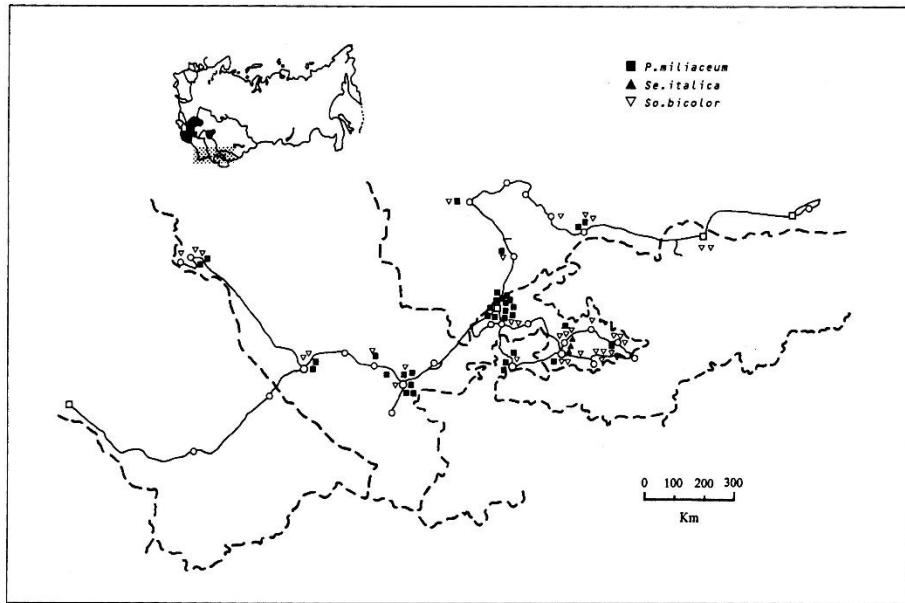 ■ P.miliaceum
▲ Se.italica
▽ So.bicolor
0 100 200 300
Km